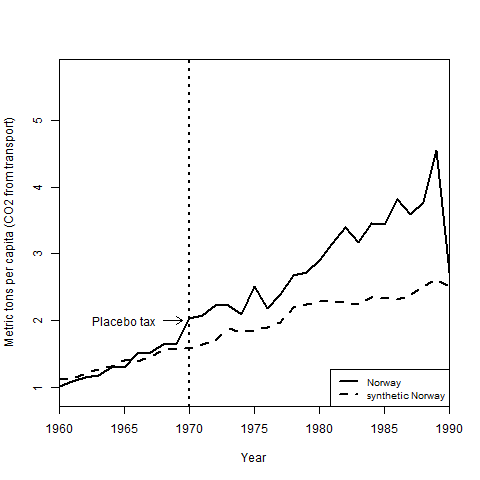 Metric tons per capita (CO2 from transport)
5
4
3
2
1
Placebo tax
Norway
synthetic Norway
1960 1965 1970 1975 1980 1985 1990
Year